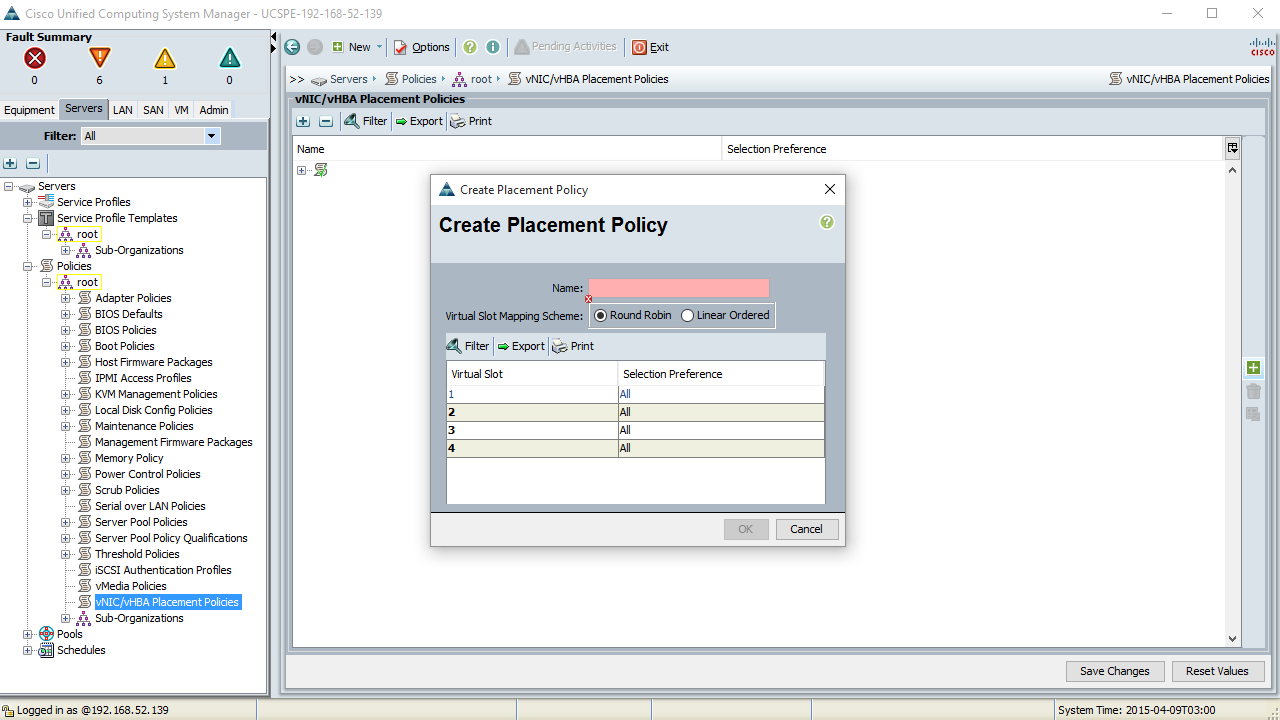 Cisco Unified Computing System Manager - UCSPE-192-168-52-139
Fault Summary
0 6 1 0
Equipment Servers LAN SAN VM Admin
Filter: All
Servers
Service Profiles
Service Profile Templates
root
Sub-Organizations
Policies
root
Adapter Policies
BIOS Defaults
BIOS Policies
Boot Policies
Host Firmware Packages
IPMI Access Profiles
KVM Management Policies
Local Disk Config Policies
Maintenance Policies
Management Firmware Packages
Memory Policy
Power Control Policies
Scrub Policies
Serial over LAN Policies
Server Pool Policies
Server Pool Policy Qualifications
Threshold Policies
iSCSI Authentication Profiles
vMedia Policies
vNIC/vHBA Placement Policies
Sub-Organizations
Pools
Schedules
New Options Pending Activities Exit
CISCO
>> Servers Policies root vNIC/vHBA Placement Policies vNIC/vHBA Placement Policies
vNIC/vHBA Placement Policies
Filter Export Print
Name Selection Preference
Create Placement Policy
Create Placement Policy
Name:
Virtual Slot Mapping Scheme: Round Robin Linear Ordered
Filter Export Print
Virtual Slot Selection Preference
1 All
2 All
3 All
4 All
OK Cancel
Save Changes Reset Values
Logged in as @192.168.52.139 System Time: 2015-04-09T03:00